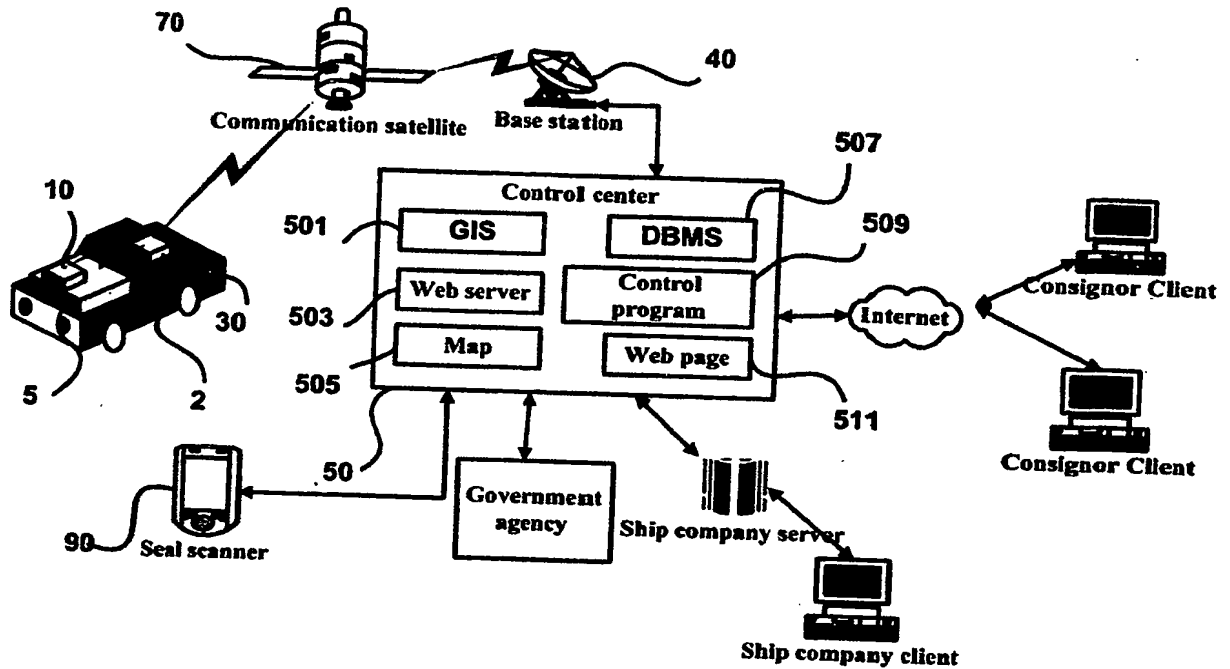 70
40
Communication satellite
Base station
507
Control center
10
501
GIS
DBMS
509
Web server
Control
program
Consignor Client
30
503
Internet
Map
Web page
505
5
2
511
50
Consignor Client
Government
agency
90
Seal scanner
Ship company server
Ship company client